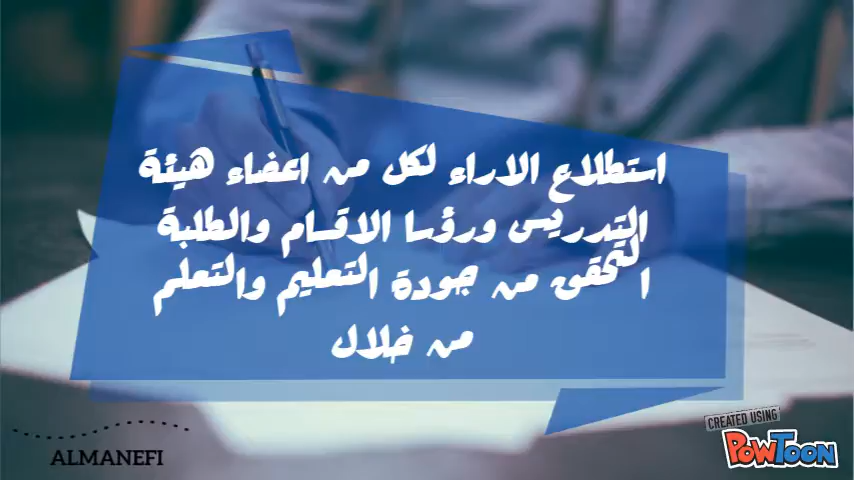 استطلاع الاراء لكل من اعضاء هيئة
التدريس ورؤسا الاقسام والطلبة
التحقق من جودة التعليم والتعلم
من خلال
ALMANEFI
CREATED USING
POWTOON